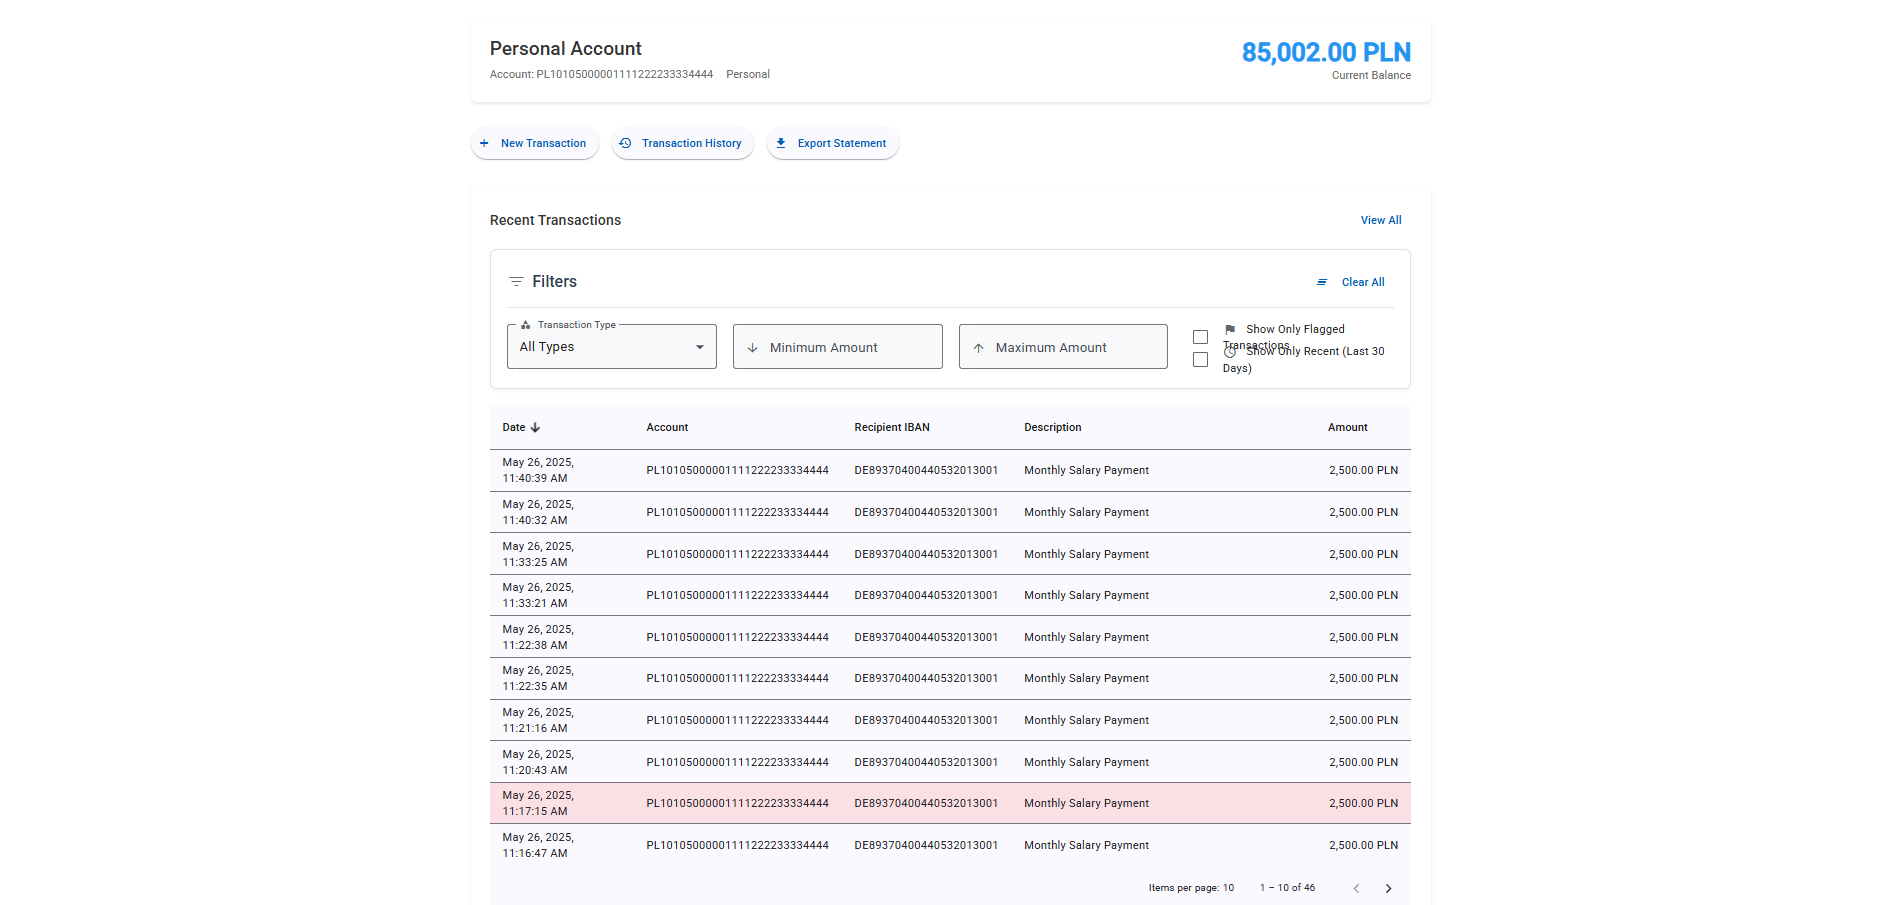 Personal Account
85,002.00 PLN
Account: PL10105000001111222233334444 Personal
Current Balance
New Transaction
Transaction History
Export Statement
Recent Transactions
View All
Filters
Clear All
Transaction Type
All Types
Minimum Amount
Maximum Amount
Show Only Flagged
Transactions
Show Only Recent (Last 30
Days)
Date Account Recipient IBAN Description Amount
May 26, 2025,
11:40:39 AM
PL10105000001111222233334444 DE89370400440532013001 Monthly Salary Payment 2,500.00 PLN
May 26, 2025,
11:40:32 AM
PL10105000001111222233334444 DE89370400440532013001 Monthly Salary Payment 2,500.00 PLN
May 26, 2025,
11:33:25 AM
PL10105000001111222233334444 DE89370400440532013001 Monthly Salary Payment 2,500.00 PLN
May 26, 2025,
11:33:21 AM
PL10105000001111222233334444 DE89370400440532013001 Monthly Salary Payment 2,500.00 PLN
May 26, 2025,
11:22:38 AM
PL10105000001111222233334444 DE89370400440532013001 Monthly Salary Payment 2,500.00 PLN
May 26, 2025,
11:22:35 AM
PL10105000001111222233334444 DE89370400440532013001 Monthly Salary Payment 2,500.00 PLN
May 26, 2025,
11:21:16 AM
PL10105000001111222233334444 DE89370400440532013001 Monthly Salary Payment 2,500.00 PLN
May 26, 2025,
11:20:43 AM
PL10105000001111222233334444 DE89370400440532013001 Monthly Salary Payment 2,500.00 PLN
May 26, 2025,
11:17:15 AM
PL10105000001111222233334444 DE89370400440532013001 Monthly Salary Payment 2,500.00 PLN
May 26, 2025,
11:16:47 AM
PL10105000001111222233334444 DE89370400440532013001 Monthly Salary Payment 2,500.00 PLN
Items per page: 10 1 – 10 of 46